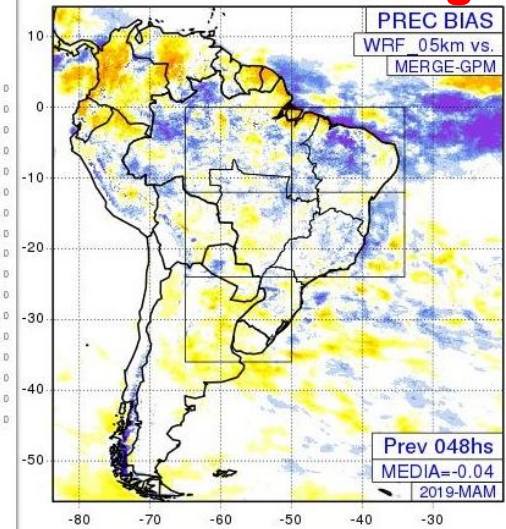 PREC BIAS
WRF_05km vs.
MERGE-GPM
10
0
-10
-20
-30
-40
-50
Prev 048hs
MEDIA=-0.04
2019-MAM
-80 -70 -60 -50 -40 -30